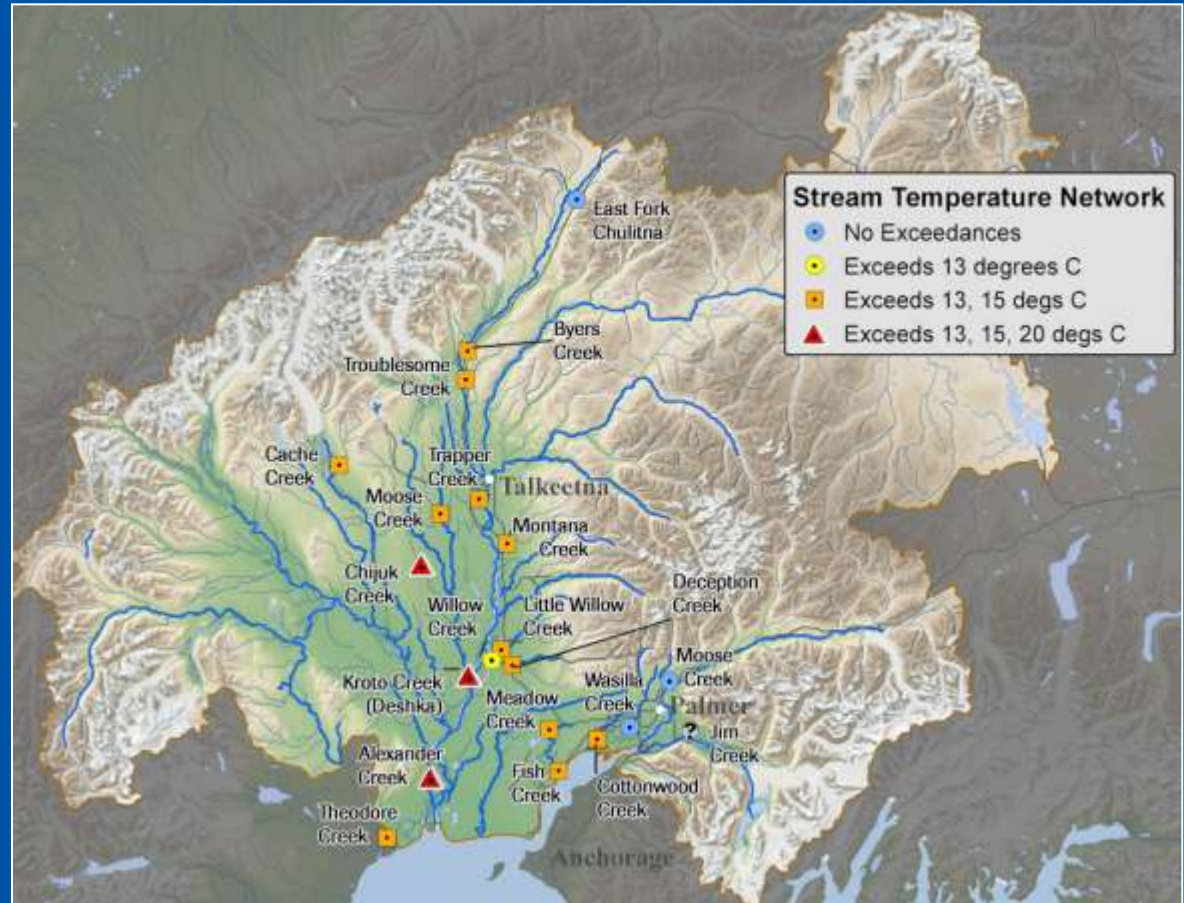 East Fork
Chulitna
Stream Temperature Network
No Exceedances
Exceeds 13 degrees C
Exceeds 13, 15 degs C
Exceeds 13, 15, 20 degs C
Byers
Creek
Troublesome
Creek
Cache
Creek
Trapper
Creek
Talkeetna
Moose
Creek
Montana
Creek
Chijuk
Creek
Deception
Creek
Willow
Creek
Little Willow
Creek
Moose
Creek
Kroto Creek
(Deshka)
Meadow
Creek
Wasilla
Creek
Palmer
?
Jim
Creek
Alexander
Creek
Fish
Creek
Cottonwood
Creek
Theodore
Creek
Anchorage